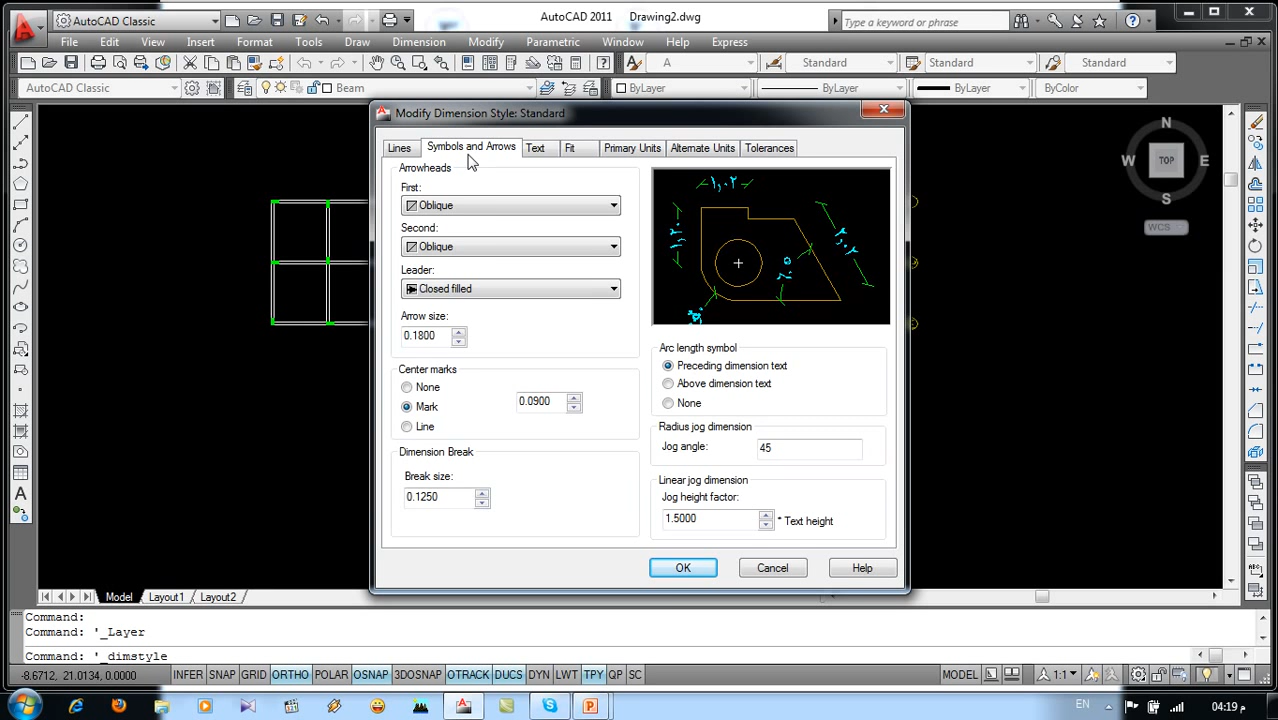 AutoCAD Classic
AutoCAD 2011 Drawing2.dwg
Type a keyword or phrase
File Edit View Insert Format Tools Draw Dimension Modify Parametric Window Help Express
A Standard Standard Standard
AutoCAD Classic Beam ByLayer ByLayer ByLayer ByColor
Modify Dimension Style: Standard
Lines Symbols and Arrows Text Fit Primary Units Alternate Units Tolerances
Arrowheads
First:
Oblique
Second:
Oblique
Leader:
Closed filled
Arrow size:
0.1800
Center marks
None
Mark
0.0900
Line
Dimension Break
Break size:
0.1250
۱,۰۲
Arc length symbol
Preceding dimension text
Above dimension text
None
Radius jog dimension
Jog angle:
45
Linear jog dimension
Jog height factor:
1.5000
* Text height
OK Cancel Help
N
W TOP E
S
WCS
A
Model Layout1 Layout2
Command:
Command: '_Layer
Command: '_dimstyle
-8.6712, 21.0134, 0.0000 INFER SNAP GRID ORTHO POLAR OSNAP 3DOSNAP OTRACK DUCS DYN LWT TPY QP SC MODEL 1:1
EN 04:19 م